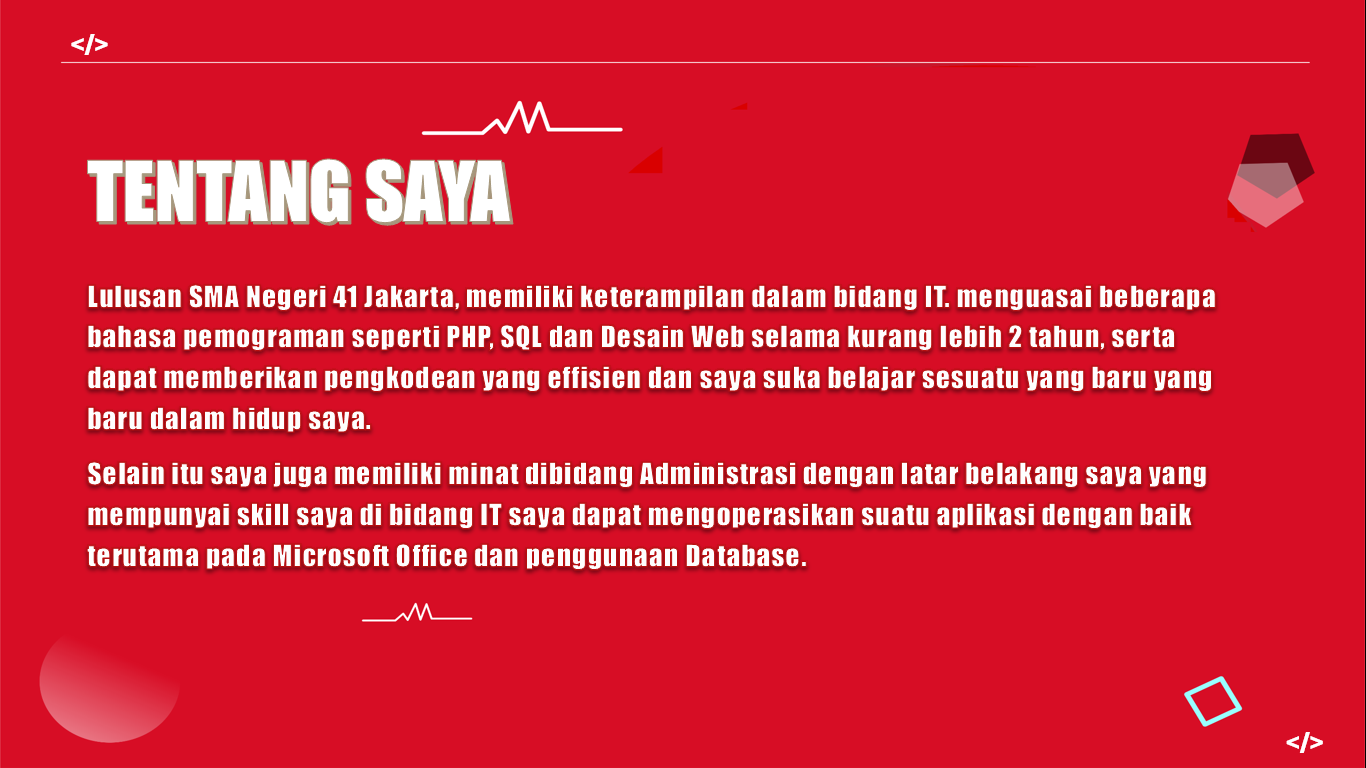 </>
TENTANG SAYA
Lulusan SMA Negeri 41 Jakarta, memiliki keterampilan dalam bidang IT. menguasai beberapa
bahasa pemograman seperti PHP, SQL dan Desain Web selama kurang lebih 2 tahun, serta
dapat memberikan pengkodean yang effisien dan saya suka belajar sesuatu yang baru yang
baru dalam hidup saya.
Selain itu saya juga memiliki minat dibidang Administrasi dengan latar belakang saya yang
mempunyai skill saya di bidang IT saya dapat mengoperasikan suatu aplikasi dengan baik
terutama pada Microsoft Office dan penggunaan Database.
</>